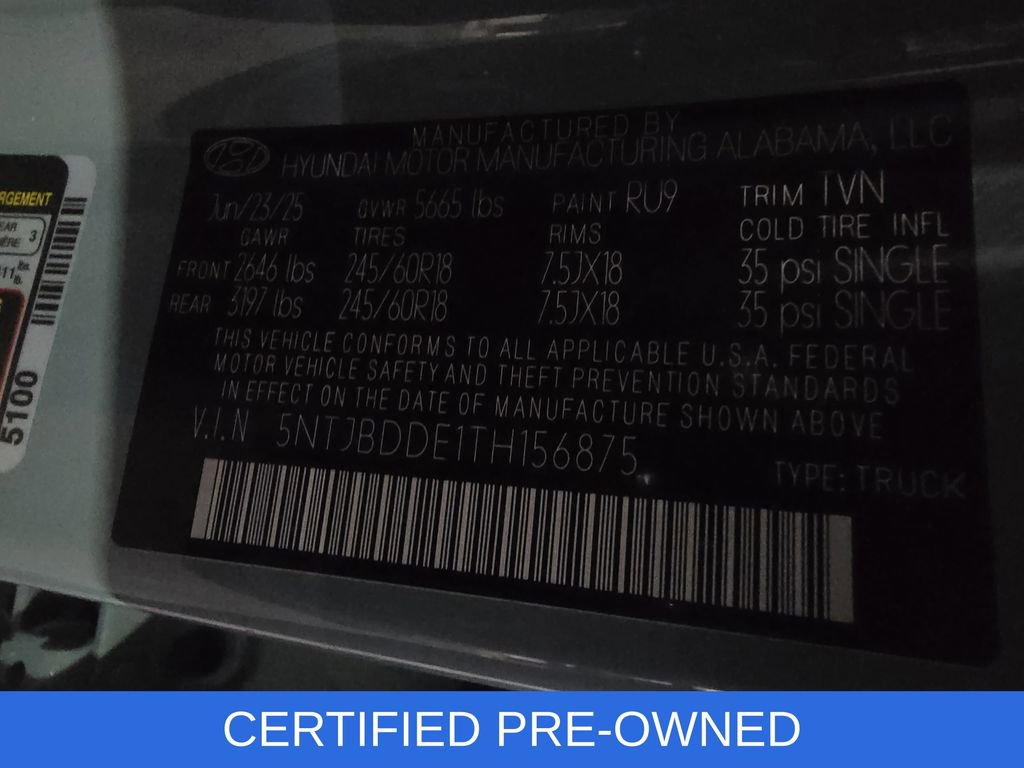 MANUFACTURED BY
HYUNDAI MOTOR MANUFACTURING ALABAMA, LLC
Jun/23/25 GVWR 5665 lbs PAINT RU9 TRIM TVN
GAWR TIRES RIMS COLD TIRE INFL
FRONT 2646 lbs 245/60R18 7.5JX18 35 psi SINGLE
REAR 3197 lbs 245/60R18 7.5JX18 35 psi SINGLE
THIS VEHICLE CONFORMS TO ALL APPLICABLE U.S.A. FEDERAL
MOTOR VEHICLE SAFETY AND THEFT PREVENTION STANDARDS
IN EFFECT ON THE DATE OF MANUFACTURE SHOWN ABOVE
V.I.N 5NTJBDDE1TH156875
TYPE: TRUCK
RGEMENT
3
lbs.
lb.
5100
CERTIFIED PRE-OWNED